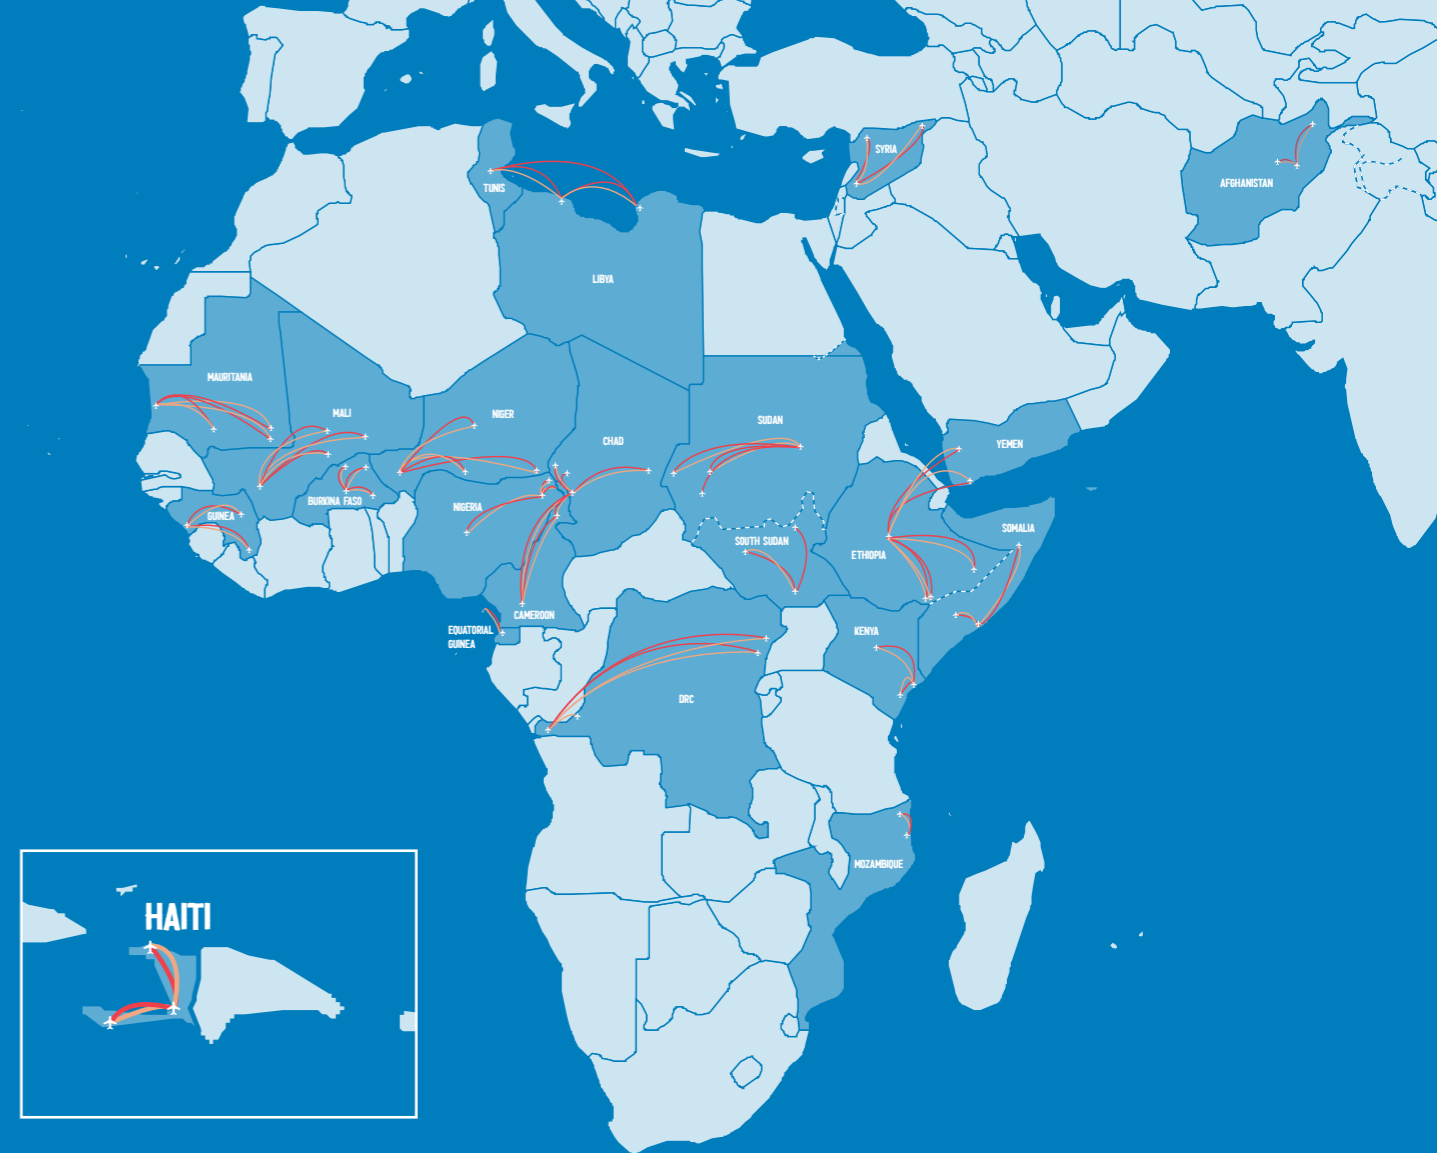 SYRIA
AFGHANISTAN
TUNIS
LIBYA
MAURITANIA
MALI
NIGER
CHAD
SUDAN
YEMEN
BURKINA FASO
NIGERIA
GUINEA
SOUTH SUDAN
ETHIOPIA
SOMALIA
CAMEROON
EQUATORIAL
GUINEA
KENYA
DRC
MOZAMBIQUE
HAITI